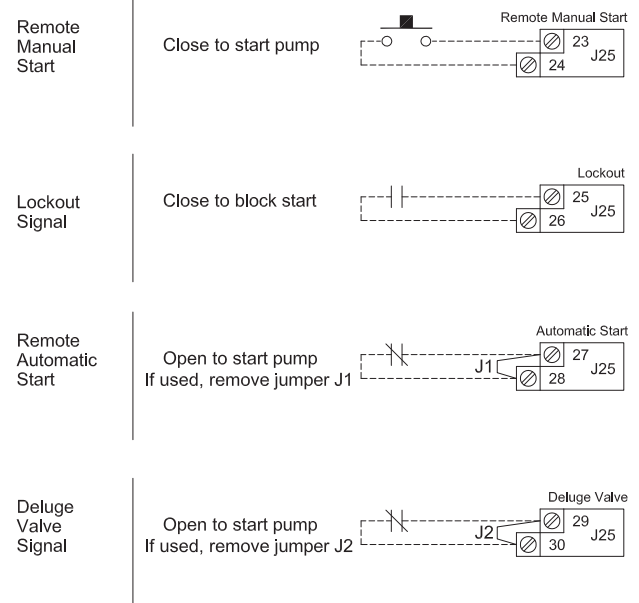 Remote
Manual
Start
Close to start pump
Remote Manual Start
23
24
J25
Lockout
Signal
Close to block start
Lockout
25
26
J25
Remote
Automatic
Start
Open to start pump
If used, remove jumper J1
Automatic Start
J1
27
28
J25
Deluge
Valve
Signal
Open to start pump
If used, remove jumper J2
Deluge Valve
J2
29
30
J25